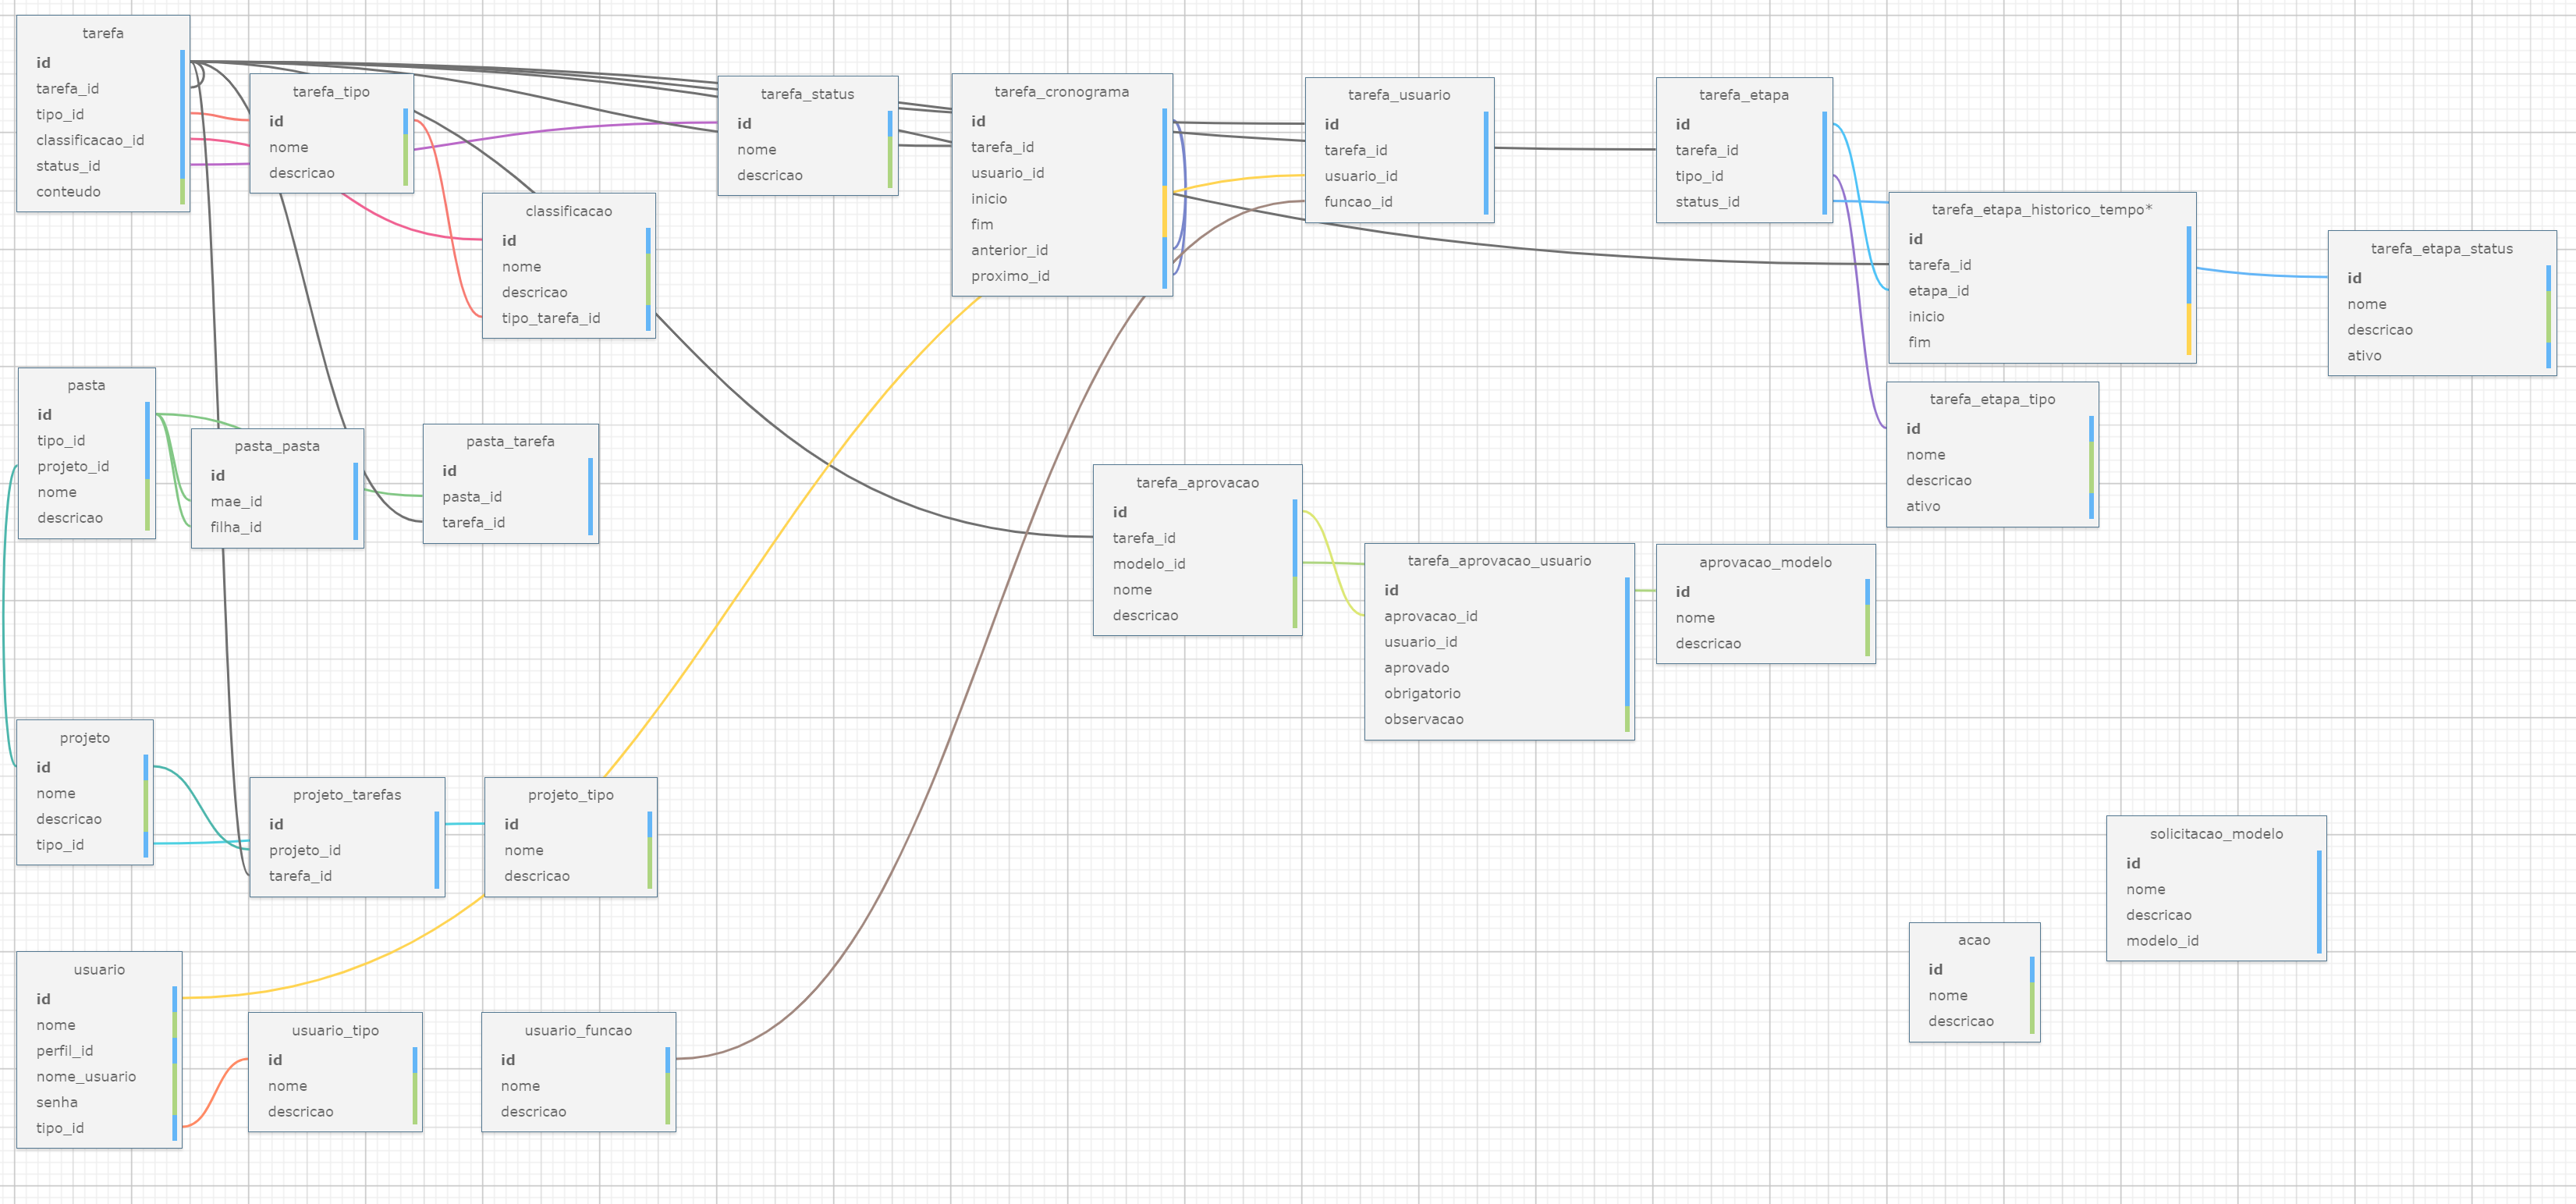 tarefa
id
tarefa_id
tipo_id
classificacao_id
status_id
conteudo
tarefa_tipo
id
nome
descricao
classificacao
id
nome
descricao
tipo_tarefa_id
tarefa_status
id
nome
descricao
tarefa_cronograma
id
tarefa_id
usuario_id
inicio
fim
anterior_id
proximo_id
tarefa_usuario
id
tarefa_id
usuario_id
funcao_id
tarefa_etapa
id
tarefa_id
tipo_id
status_id
tarefa_etapa_historico_tempo*
id
tarefa_id
etapa_id
inicio
fim
tarefa_etapa_status
id
nome
descricao
ativo
tarefa_etapa_tipo
id
nome
descricao
ativo
pasta
id
tipo_id
projeto_id
nome
descricao
pasta_pasta
id
mae_id
filha_id
pasta_tarefa
id
pasta_id
tarefa_id
tarefa_aprovacao
id
tarefa_id
modelo_id
nome
descricao
tarefa_aprovacao_usuario
id
aprovacao_id
usuario_id
aprovado
obrigatorio
observacao
aprovacao_modelo
id
nome
descricao
projeto
id
nome
descricao
tipo_id
projeto_tarefas
id
projeto_id
tarefa_id
projeto_tipo
id
nome
descricao
solicitacao_modelo
id
nome
descricao
modelo_id
acao
id
nome
descricao
usuario
id
nome
perfil_id
nome_usuario
senha
tipo_id
usuario_tipo
id
nome
descricao
usuario_funcao
id
nome
descricao